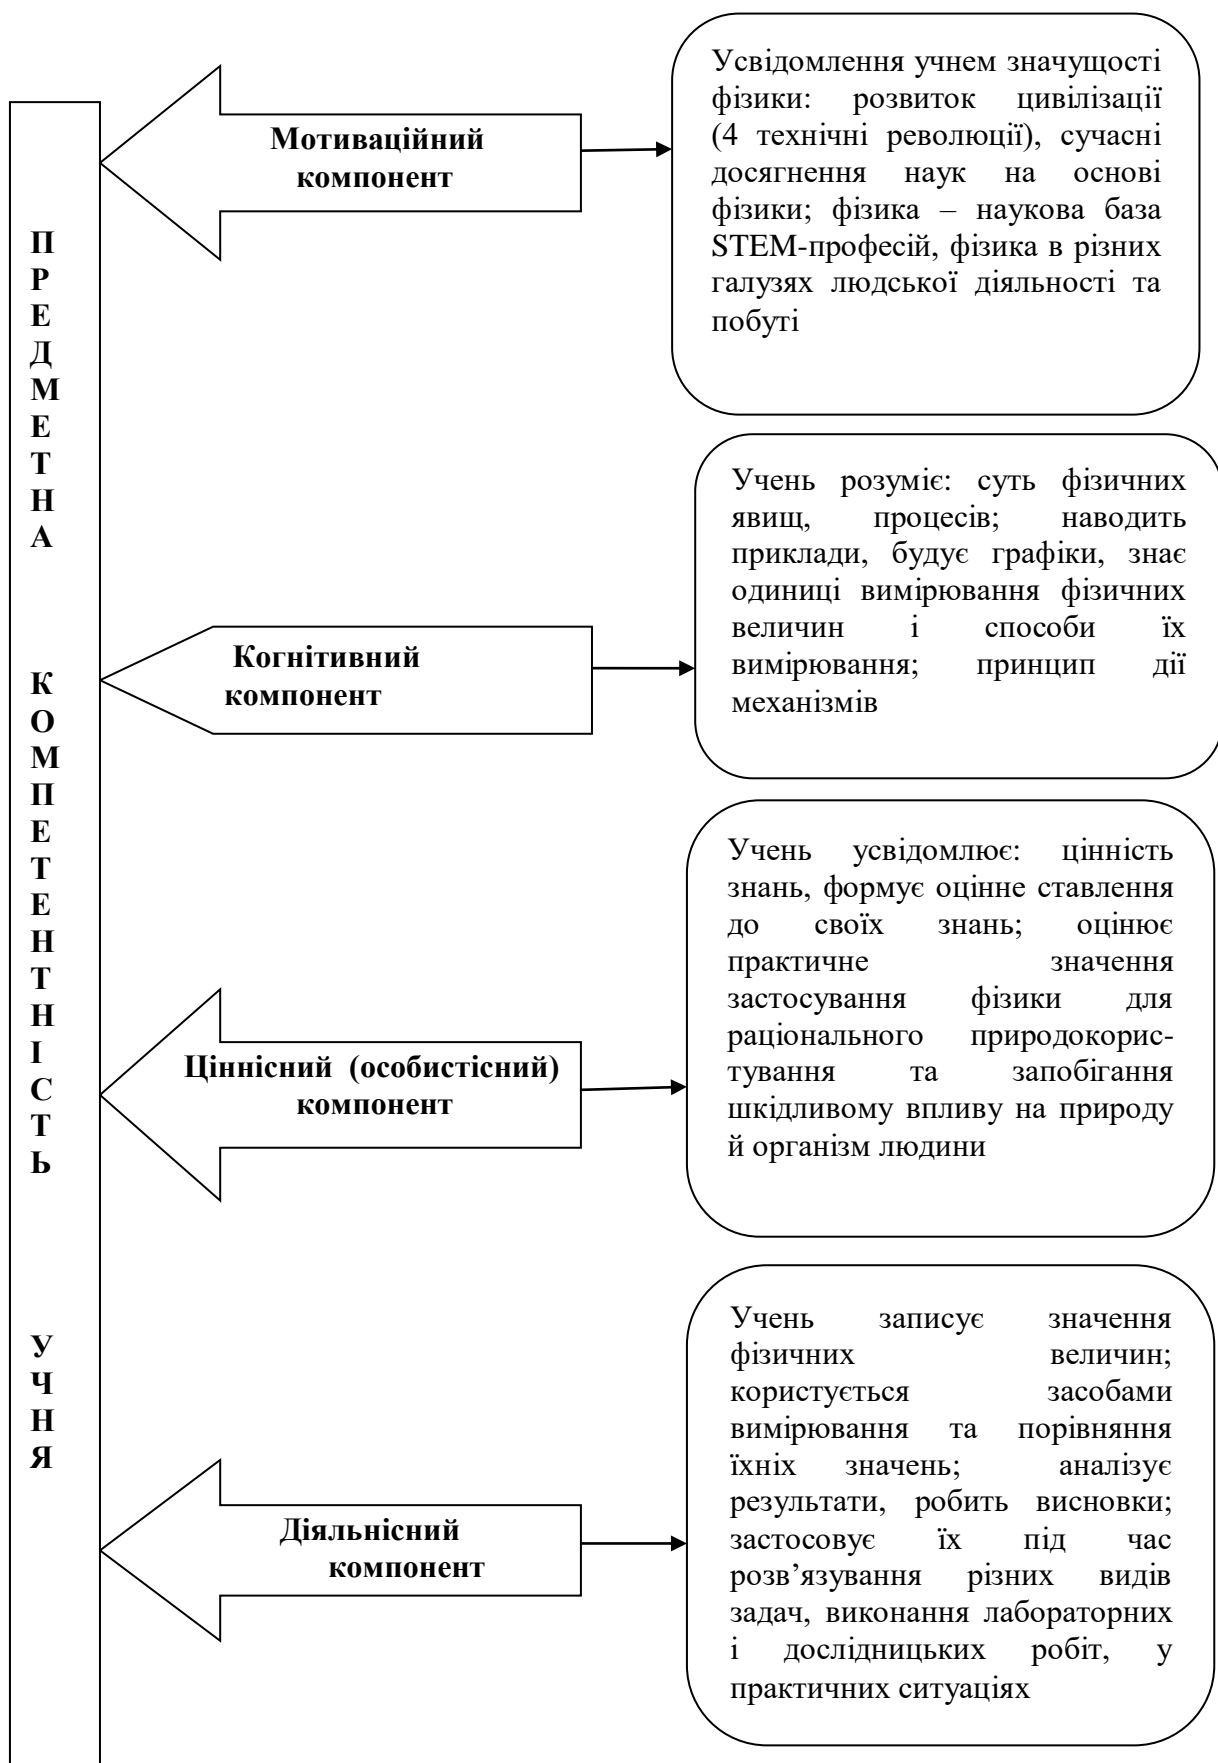 ПРЕДМЕТНА
КОМПЕТЕНТНІСТЬ
УЧНЯ
Мотиваційний
компонент
Усвідомлення учнем значущості
фізики: розвиток цивілізації
(4 технічні революції), сучасні
досягнення наук на основі
фізики; фізика – наукова база
STEM-професій, фізика в різних
галузях людської діяльності та
побуті
Когнітивний
компонент
Учень розуміє: суть фізичних
явищ, процесів; наводить
приклади, будує графіки, знає
одиниці вимірювання фізичних
величин і способи їх
вимірювання; принцип дії
механізмів
Ціннісний (особистісний)
компонент
Учень усвідомлює: цінність
знань, формує оцінне ставлення
до своїх знань; оцінює
практичне значення
застосування фізики для
раціонального природокорис-
тування та запобігання
шкідливому впливу на природу
й організм людини
Діяльнісний
компонент
Учень записує значення
фізичних величин;
користується засобами
вимірювання та порівняння
їхніх значень; аналізує
результати, робить висновки;
застосовує їх під час
розв’язування різних видів
задач, виконання лабораторних
і дослідницьких робіт, у
практичних ситуаціях